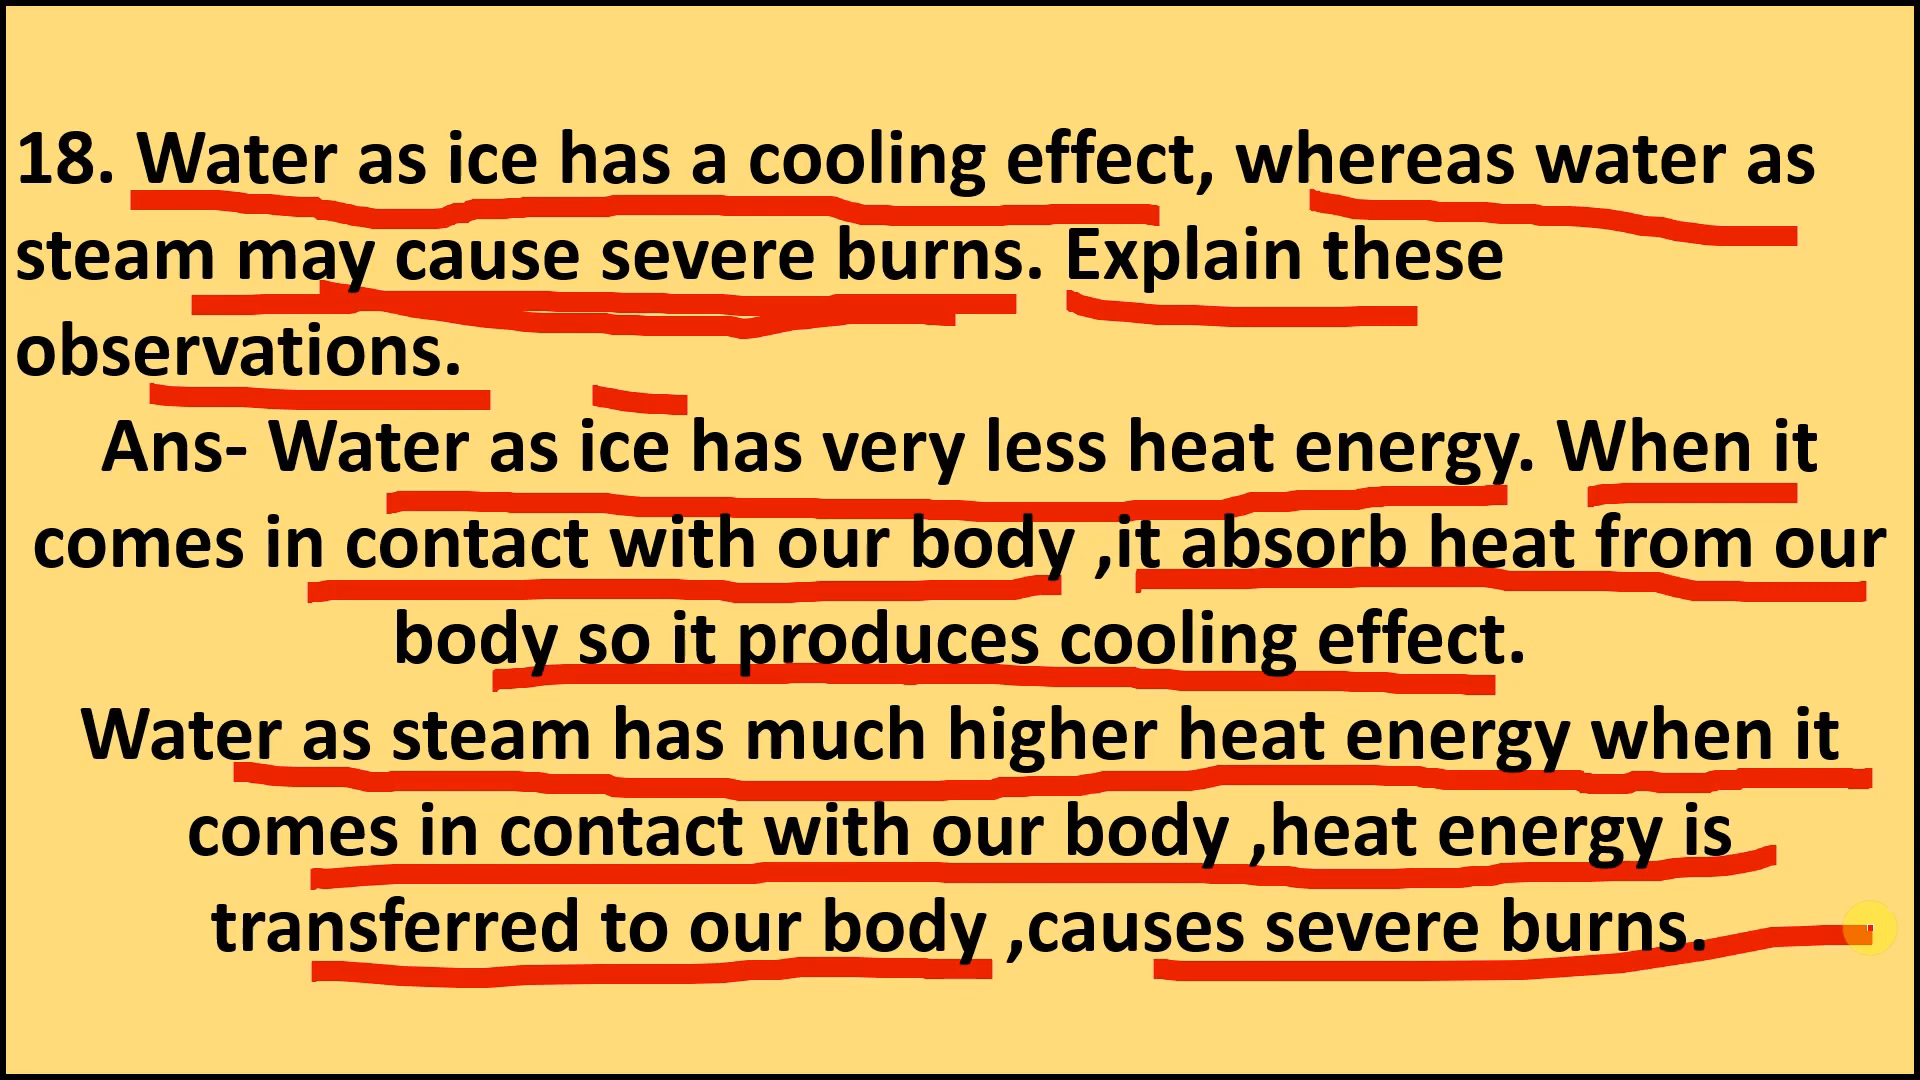 18. Water as ice has a cooling effect, whereas water as
steam may cause severe burns. Explain these
observations.
Ans- Water as ice has very less heat energy. When it
comes in contact with our body ,it absorb heat from our
body so it produces cooling effect.
Water as steam has much higher heat energy when it
comes in contact with our body ,heat energy is
transferred to our body ,causes severe burns.